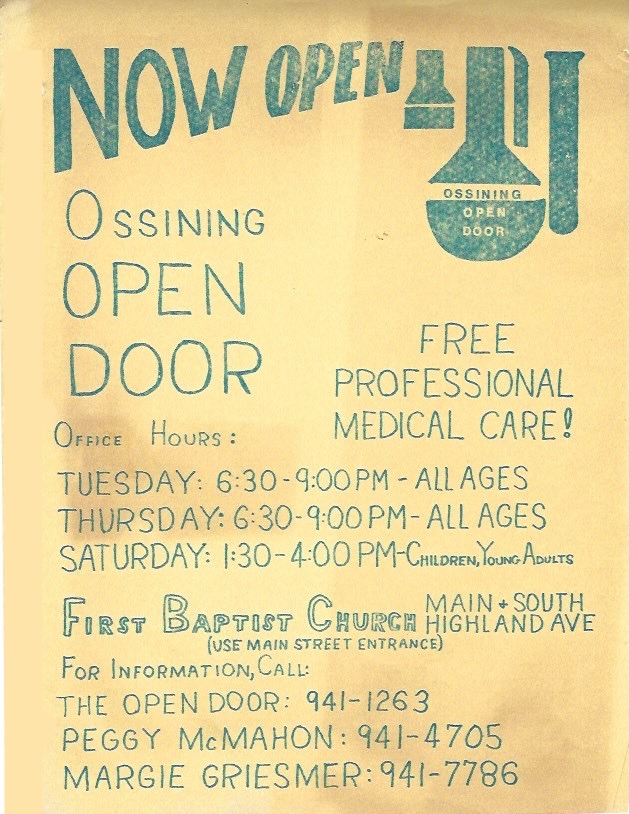 NOW OPEN
OSSINING
OPEN
DOOR
OSSINING
OPEN
DOOR
FREE
PROFESSIONAL
MEDICAL CARE!
OFFICE HOURS:
TUESDAY: 6:30-9:00 PM - ALL AGES
THURSDAY: 6:30-9:00 PM - ALL AGES
SATURDAY: 1:30-4:00 PM - CHILDREN, YOUNG ADULTS
FIRST BAPTIST CHURCH MAIN + SOUTH
HIGHLAND AVE
(USE MAIN STREET ENTRANCE)
FOR INFORMATION, CALL:
THE OPEN DOOR: 941-1263
PEGGY McMAHON: 941-4705
MARGIE GRIESMER: 941-7786